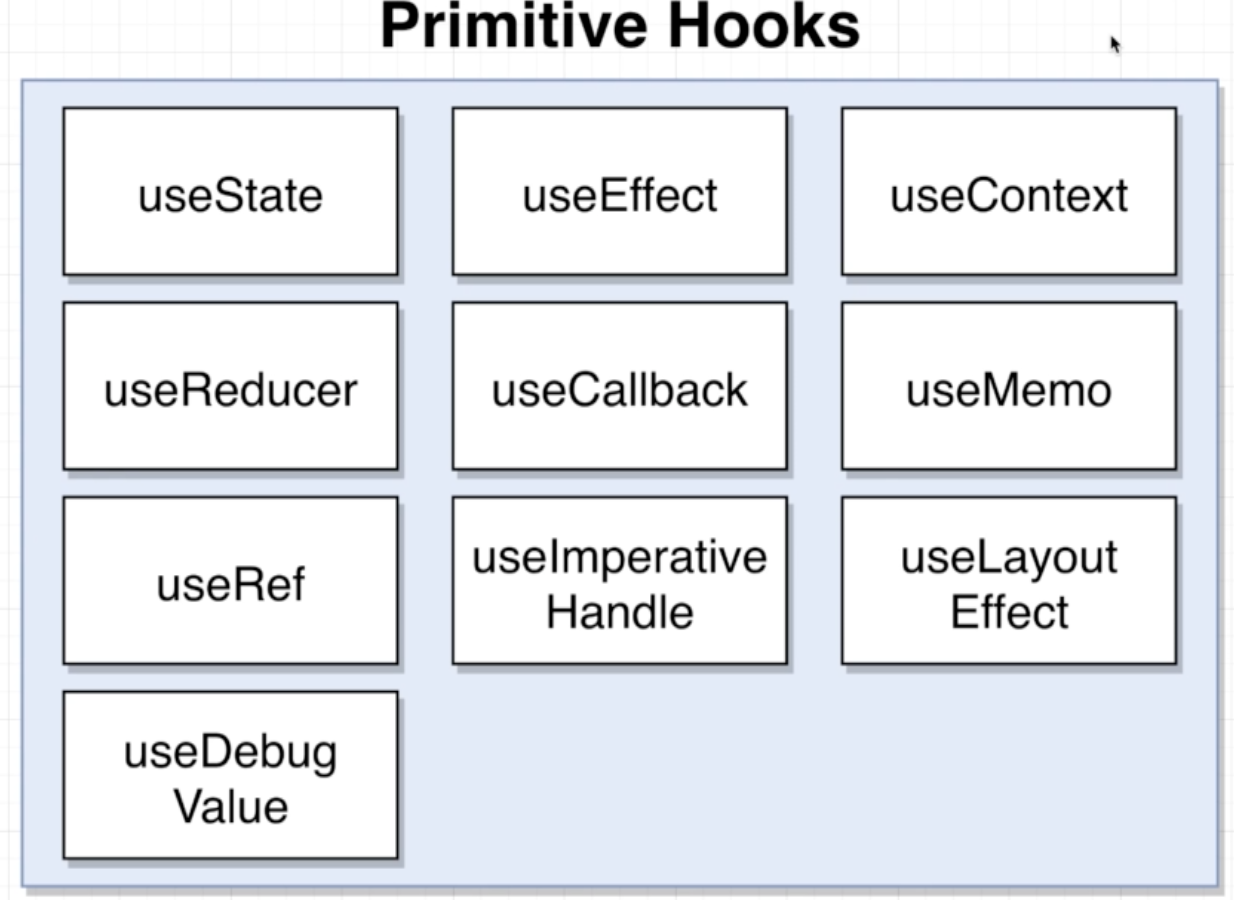 Primitive Hooks
useState
useEffect
useContext
useReducer
useCallback
useMemo
useRef
useImperative
Handle
useLayout
Effect
useDebug
Value